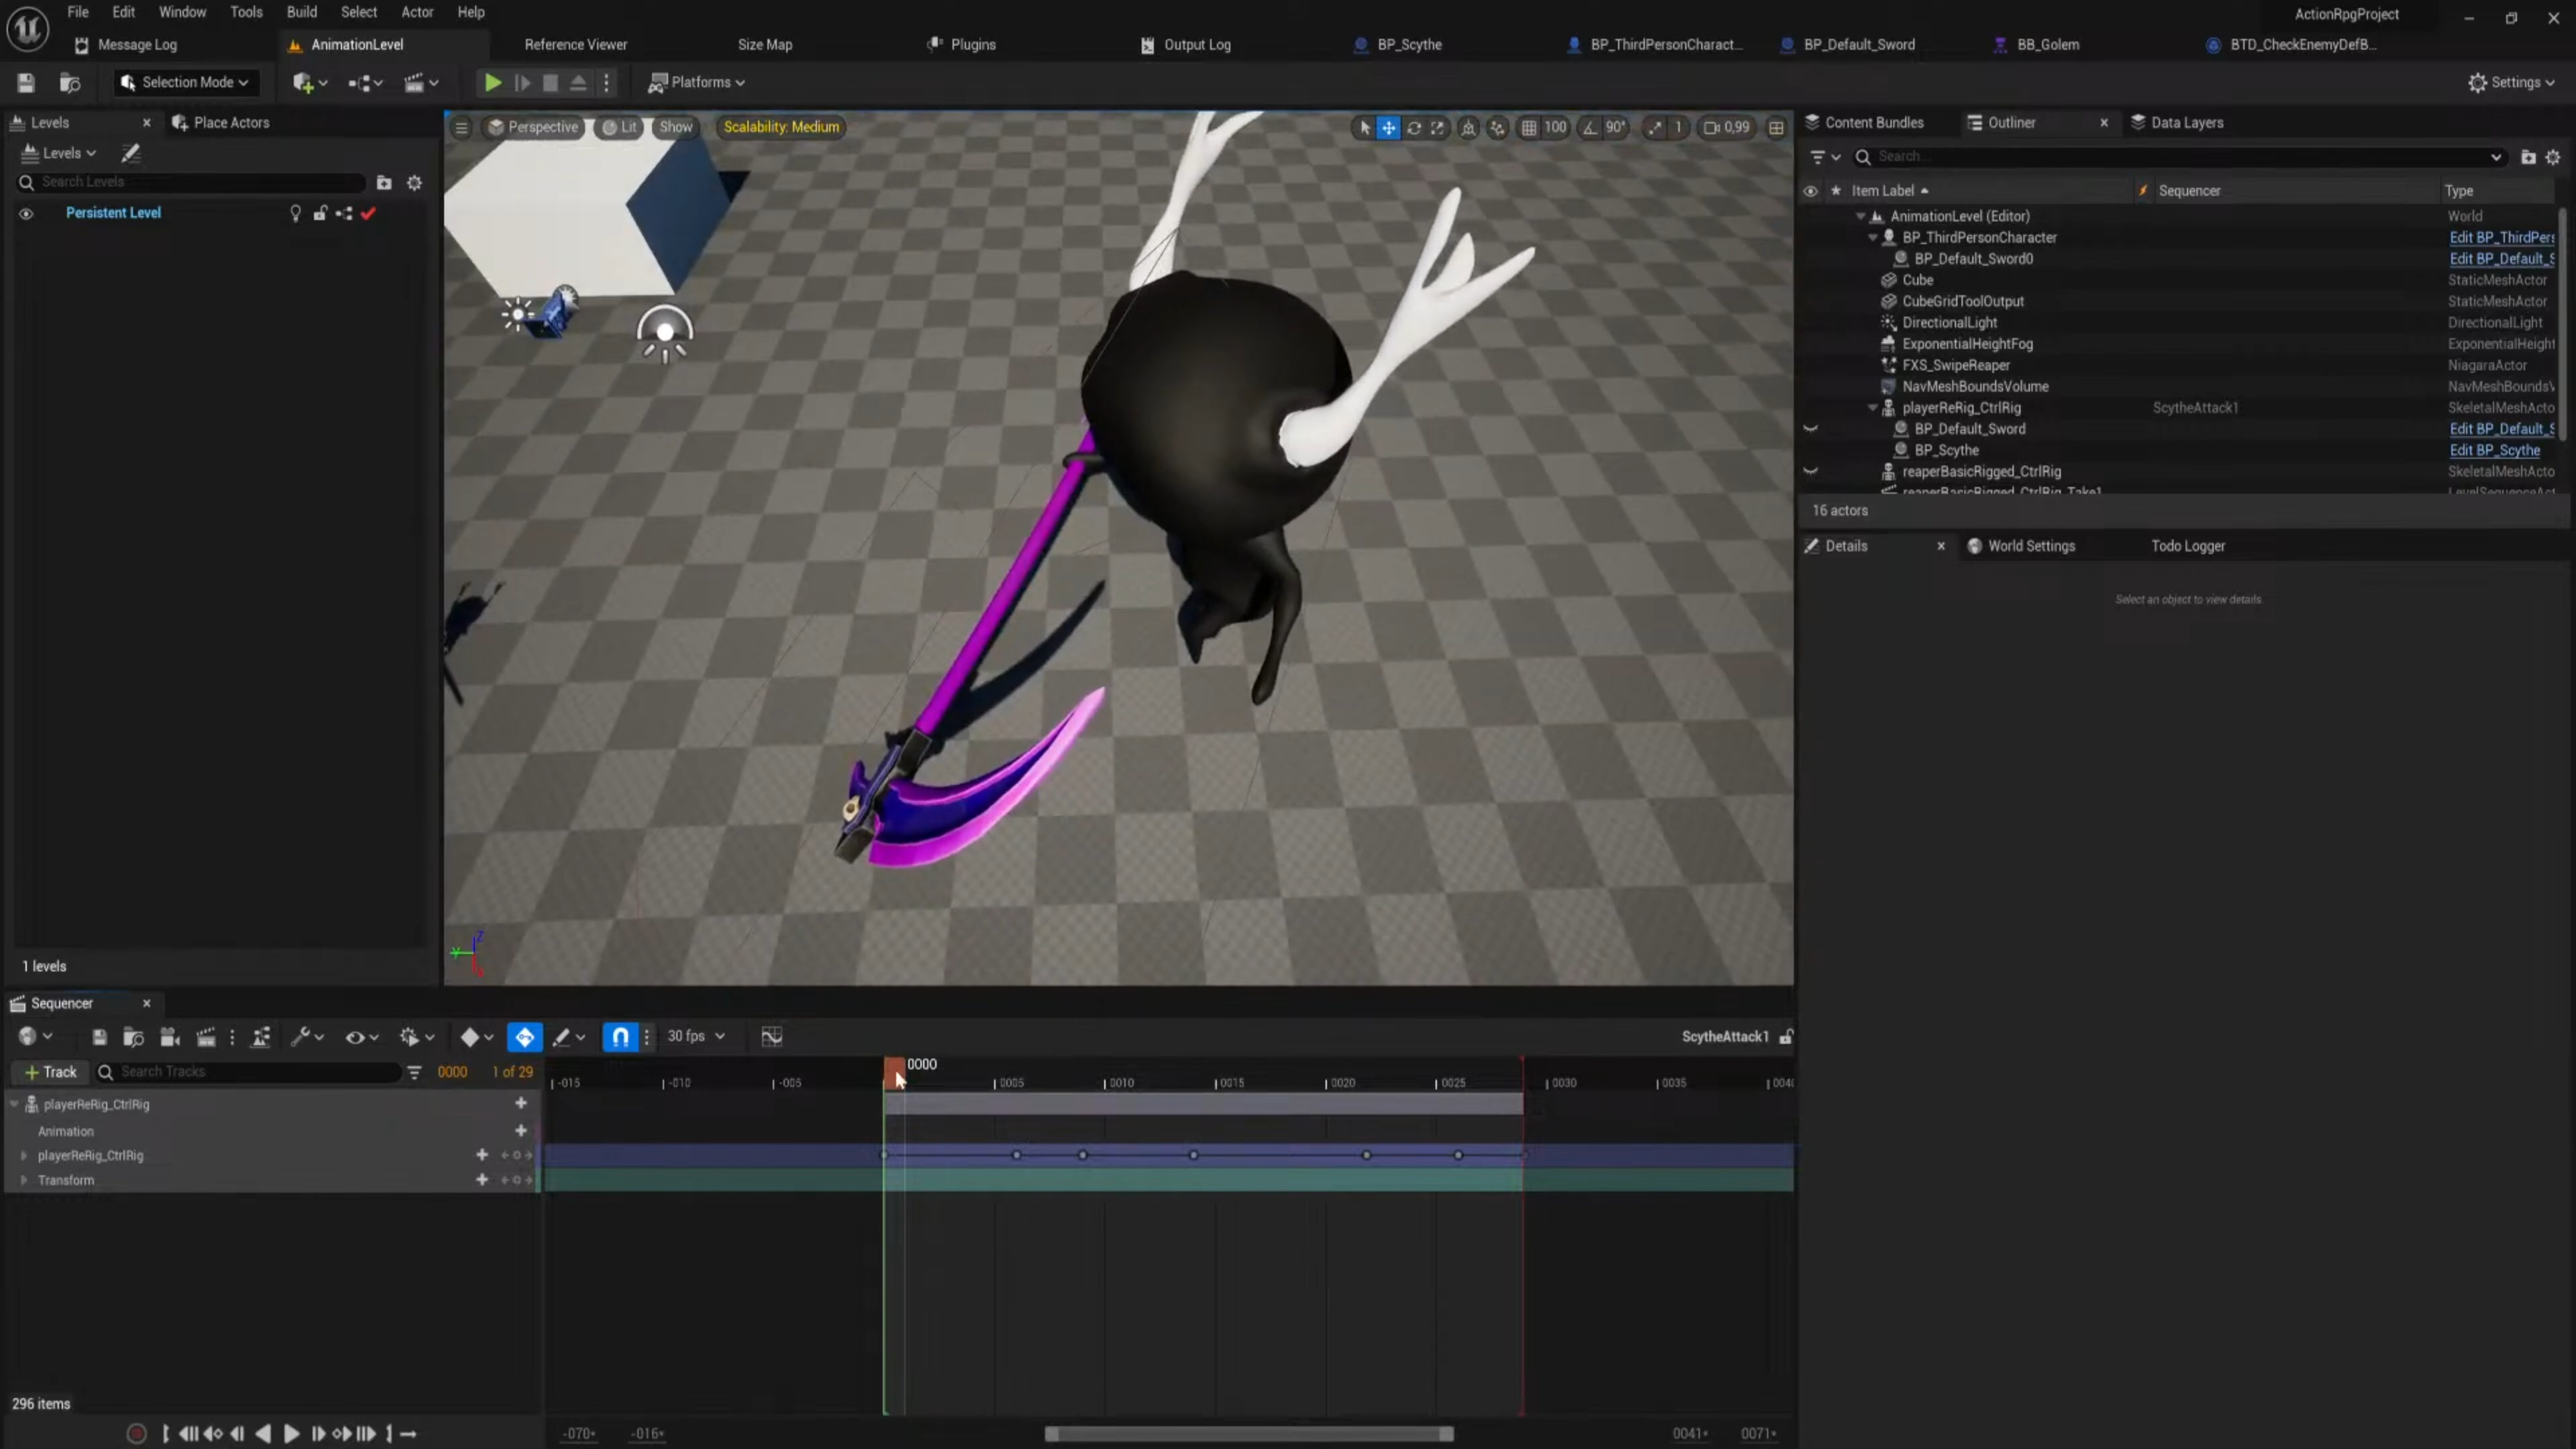 File Edit Window Tools Build Select Actor Help
ActionRpgProject
Message Log AnimationLevel Reference Viewer Size Map Plugins Output Log BP_Scythe BP_ThirdPersonCharact... BP_Default_Sword BB_Golem BTD_CheckEnemyDefB...
Selection Mode Platforms Settings
Levels Place Actors
Levels
Search Levels
Persistent Level
1 levels
Perspective Lit Show Scalability: Medium 100 90° 1 0,99
Content Bundles Outliner Data Layers
Search...
Item Label Sequencer Type
AnimationLevel (Editor) World
BP_ThirdPersonCharacter Edit BP_ThirdPers
BP_Default_Sword0 Edit BP_Default_S
Cube StaticMeshActor
CubeGridToolOutput StaticMeshActor
DirectionalLight DirectionalLight
ExponentialHeightFog ExponentialHeight
FXS_SwipeReaper NiagaraActor
NavMeshBoundsVolume NavMeshBoundsV
playerReRig_CtrlRig ScytheAttack1 SkeletalMeshActo
BP_Default_Sword Edit BP_Default_S
BP_Scythe Edit BP_Scythe
reaperBasicRigged_CtrlRig SkeletalMeshActo
reaperBasicRigged_CtrlRig_Take1 LevelSequenceAct
16 actors
Details World Settings Todo Logger
Select an object to view details.
Z
Y
Sequencer
30 fps ScytheAttack1
+ Track Search Tracks 0000 1 of 29
0000
-015 -010 -005 0005 0010 0015 0020 0025 0030 0035 004
playerReRig_CtrlRig
Animation
playerReRig_CtrlRig
Transform
296 items
-070+ -016+ 0041+ 0071+